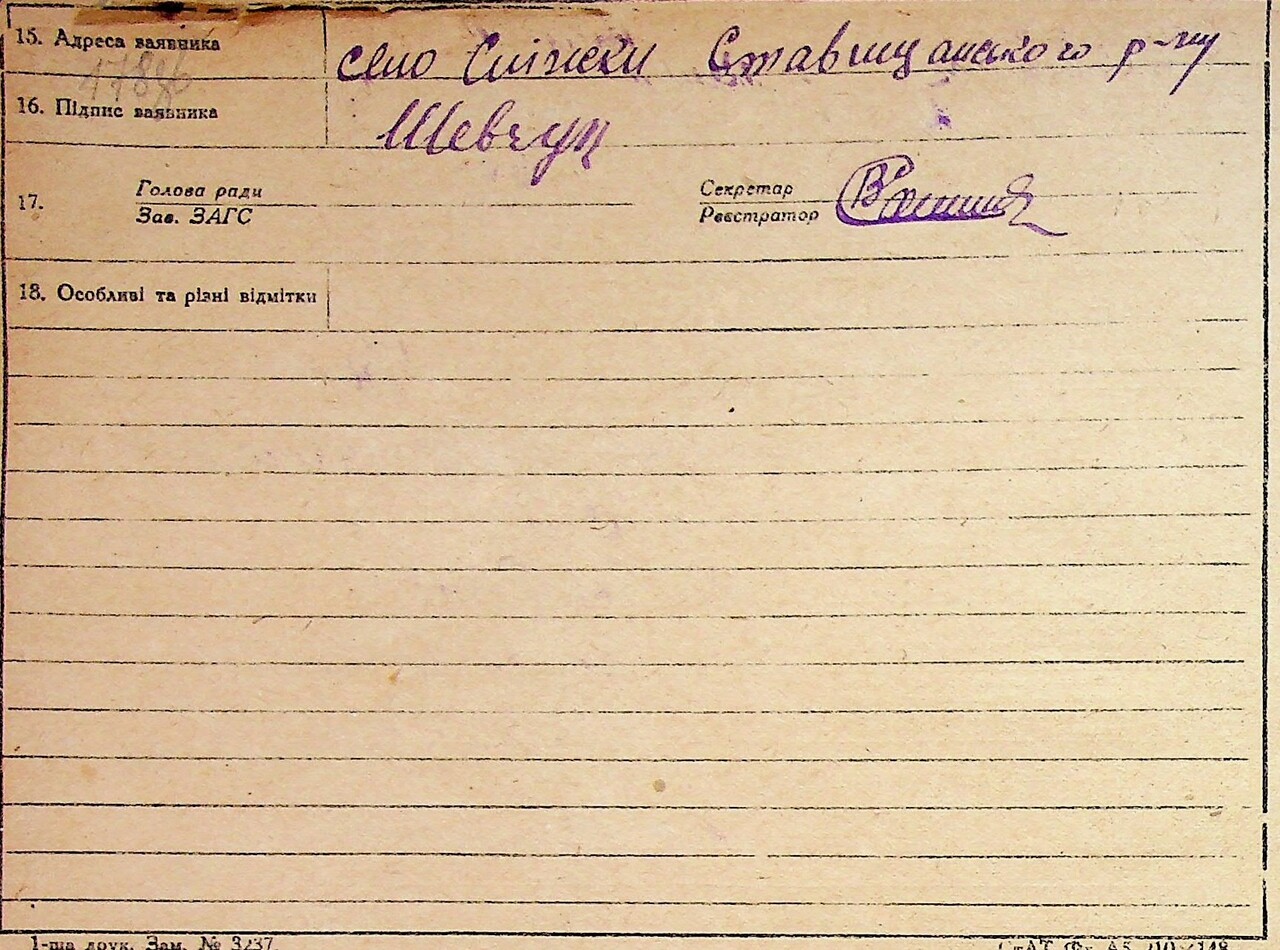 15. Адреса заявника село Сніжки Ставищанського р-ну
1788б
16. Підпис заявника Шевчук
Голова ради Секретар
17.
Зав. ЗАГС Реєстратор
18. Особливі та різні відмітки
1-ша друк. Зам. № 3237.